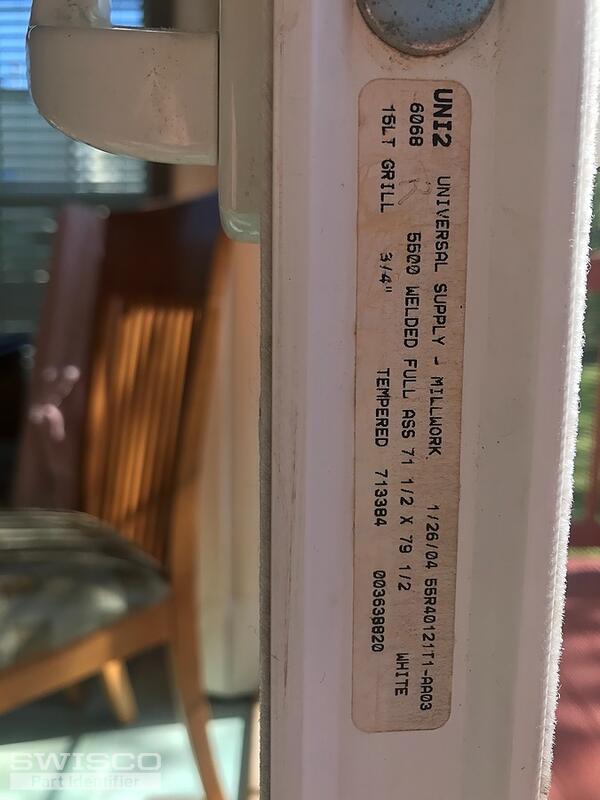 UNI2 UNIVERSAL SUPPLY - MILLWORK 1/26/04 55R40121T1-AA03
6068 R 5500 WELDED FULL ASS 71 1/2 X 79 1/2 WHITE
15LT GRILL 3/4" TEMPERED 713384 003638820
SWISCO
Part Identifier